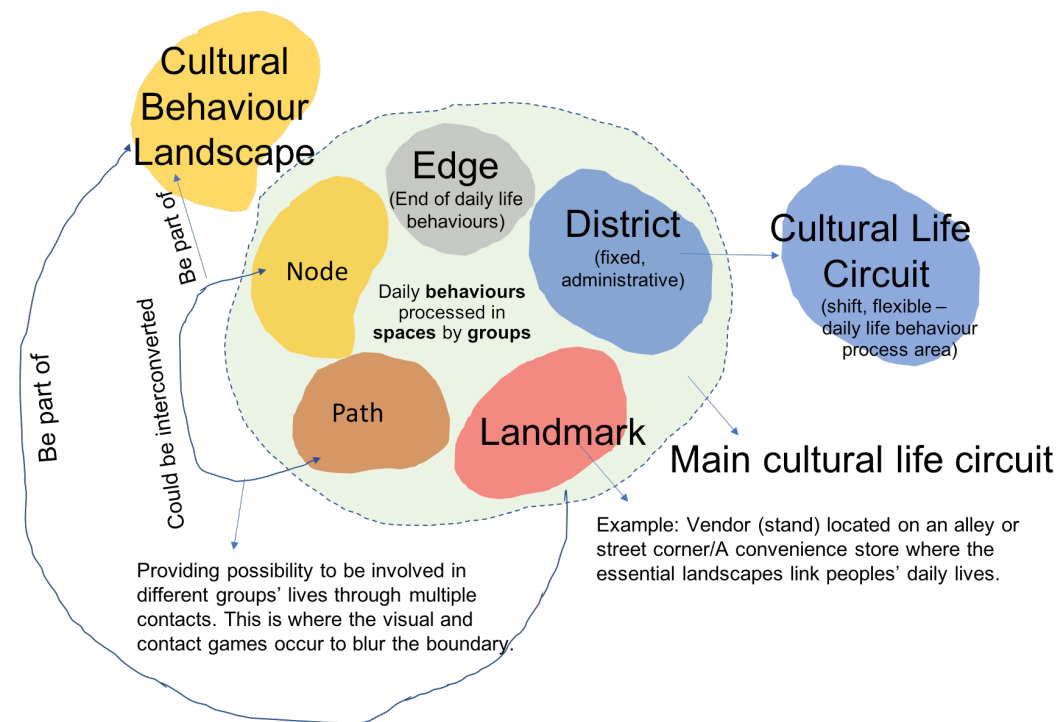 Cultural
Behaviour
Landscape
Edge
(End of daily life
behaviours)
District
(fixed,
administrative)
Cultural Life
Circuit
(shift, flexible –
daily life behaviour
process area)
Be part of
Node
Daily behaviours
processed in
spaces by groups
Could be interconverted
Be part of
Path
Landmark
Main cultural life circuit
Example: Vendor (stand) located on an alley or
street corner/A convenience store where the
essential landscapes link peoples’ daily lives.
Providing possibility to be involved in
different groups’ lives through multiple
contacts. This is where the visual and
contact games occur to blur the boundary.